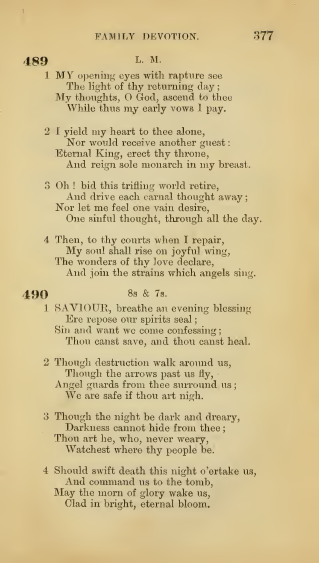 FAMILY DEVOTION. 377
489 L. M.
1 MY opening eyes with rapture see
The light of thy returning day;
My thoughts, O God, ascend to thee
While thus my early vows I pay.
2 I yield my heart to thee alone,
Nor would receive another guest:
Eternal King, erect thy throne,
And reign sole monarch in my breast.
3 Oh! bid this trifling world retire,
And drive each carnal thought away;
Nor let me feel one vain desire,
One sinful thought, through all the day.
4 Then, to thy courts when I repair,
My soul shall rise on joyful wing,
The wonders of thy love declare,
And join the strains which angels sing.
490 8s & 7s.
1 SAVIOUR, breathe an evening blessing
Ere repose our spirits seal;
Sin and want we come confessing;
Thou canst save, and thou canst heal.
2 Though destruction walk around us,
Though the arrows past us fly,
Angel guards from thee surround us;
We are safe if thou art nigh.
3 Though the night be dark and dreary,
Darkness cannot hide from thee;
Thou art he, who, never weary,
Watchest where thy people be.
4 Should swift death this night o'ertake us,
And command us to the tomb,
May the morn of glory wake us,
Clad in bright, eternal bloom.